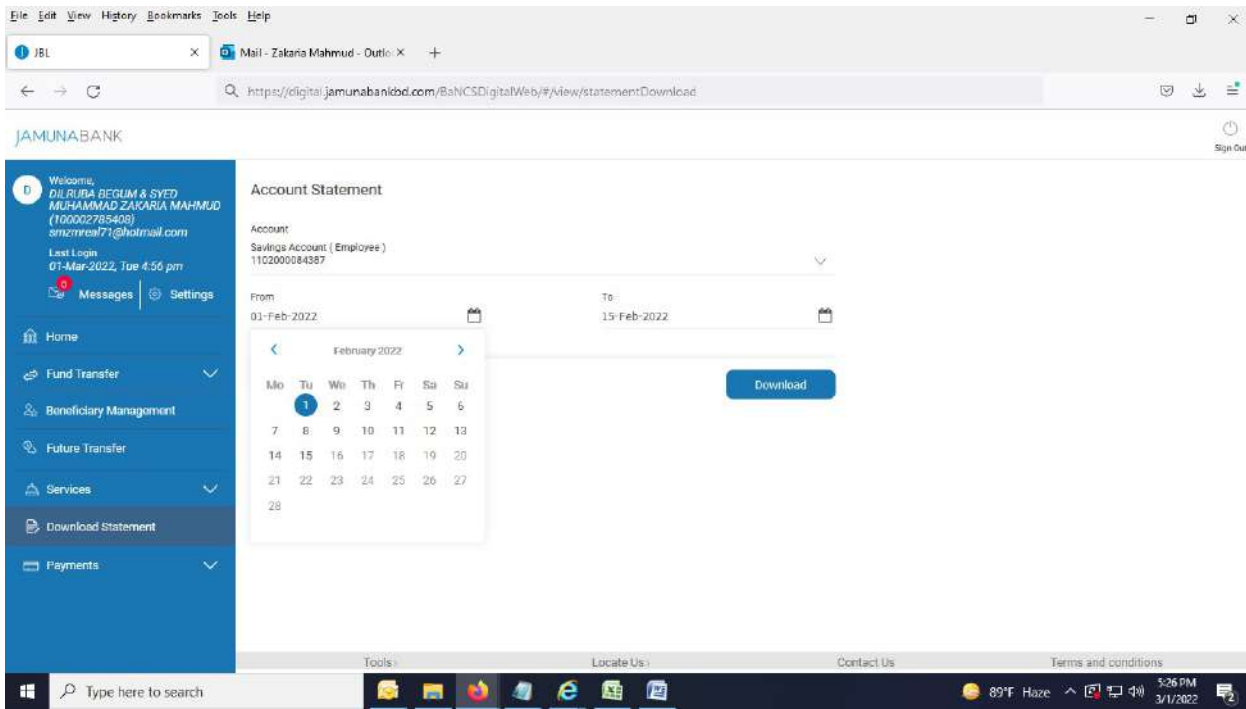 File Edit View History Bookmarks Tools Help
JBL
Mail - Zakaria Mahmud - Outlo
https://digital.jamunabankbd.com/BaNCSDigitalWeb/#/view/statementDownload
JAMUNABANK
Sign Out
D
Welcome,
DILRUBA BEGUM & SYED
MUHAMMAD ZAKARIA MAHMUD
(100002785408)
smzmreal71@hotmail.com
Last Login
01-Mar-2022, Tue 4:56 pm
0
Messages Settings
Home
Fund Transfer
Beneficiary Management
Future Transfer
Services
Download Statement
Payments
Account Statement
Account
Savings Account ( Employee )
1102000084387
From To
01-Feb-2022 15-Feb-2022
February 2022
Mo Tu We Th Fr Sa Su
1 2 3 4 5 6
7 8 9 10 11 12 13
14 15 16 17 18 19 20
21 22 23 24 25 26 27
28
Download
Tools Locate Us Contact Us Terms and conditions
Type here to search
89°F Haze
5:26 PM
3/1/2022
2